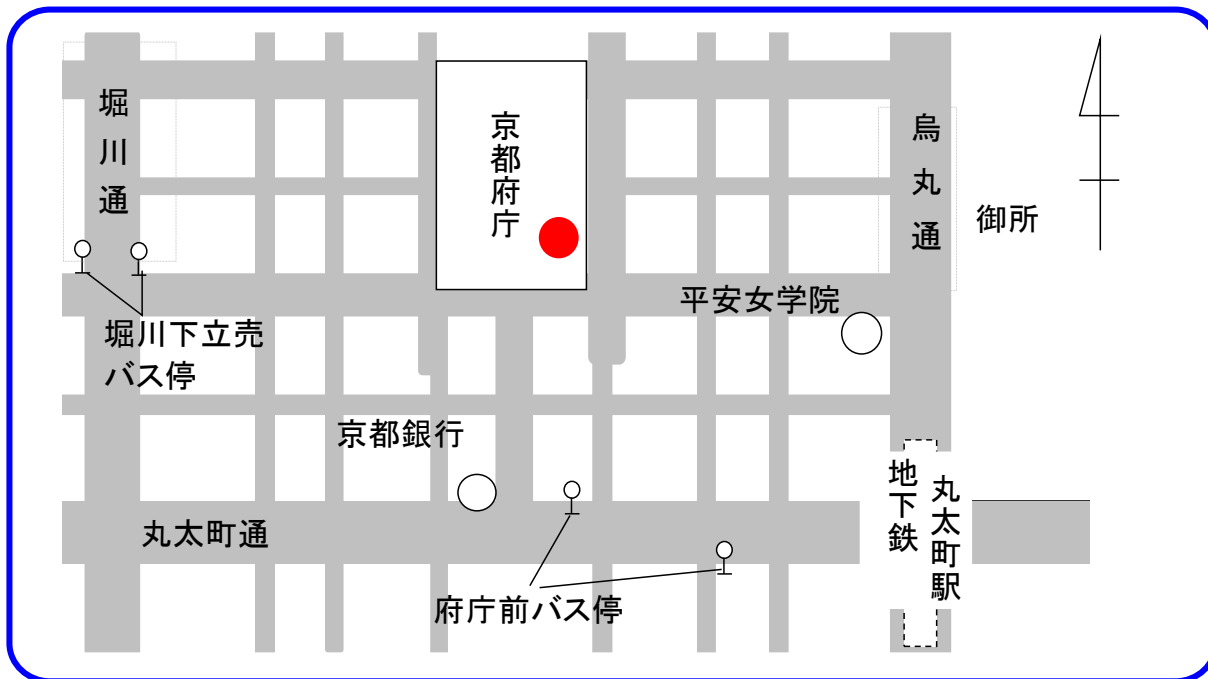 堀川通
京都府庁
烏丸通
御所
平安女学院
堀川下立売
バス停
京都銀行
地下鉄
丸太町駅
丸太町通
府庁前バス停